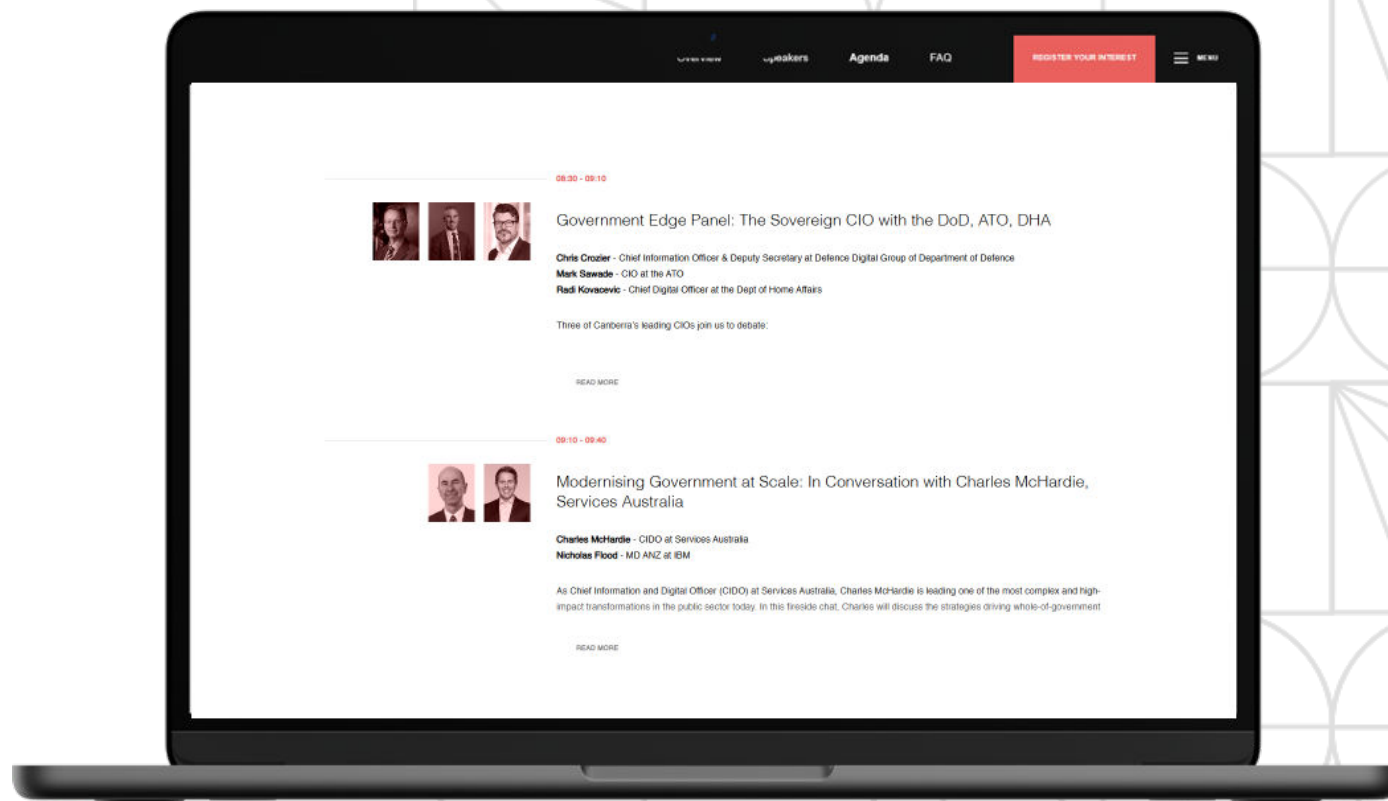 Overview Speakers Agenda FAQ REGISTER YOUR INTEREST MENU
08:30 - 09:10
Government Edge Panel: The Sovereign CIO with the DoD, ATO, DHA
Chris Crozier - Chief Information Officer & Deputy Secretary at Defence Digital Group of Department of Defence
Mark Sawade - CIO at the ATO
Radi Kovacevic - Chief Digital Officer at the Dept of Home Affairs
Three of Canberra's leading CIOs join us to debate:
READ MORE
09:10 - 09:40
Modernising Government at Scale: In Conversation with Charles McHardie,
Services Australia
Charles McHardie - CIDO at Services Australia
Nicholas Flood - MD ANZ at IBM
As Chief Information and Digital Officer (CIDO) at Services Australia, Charles McHardie is leading one of the most complex and high-
impact transformations in the public sector today. In this fireside chat, Charles will discuss the strategies driving whole-of-government
READ MORE